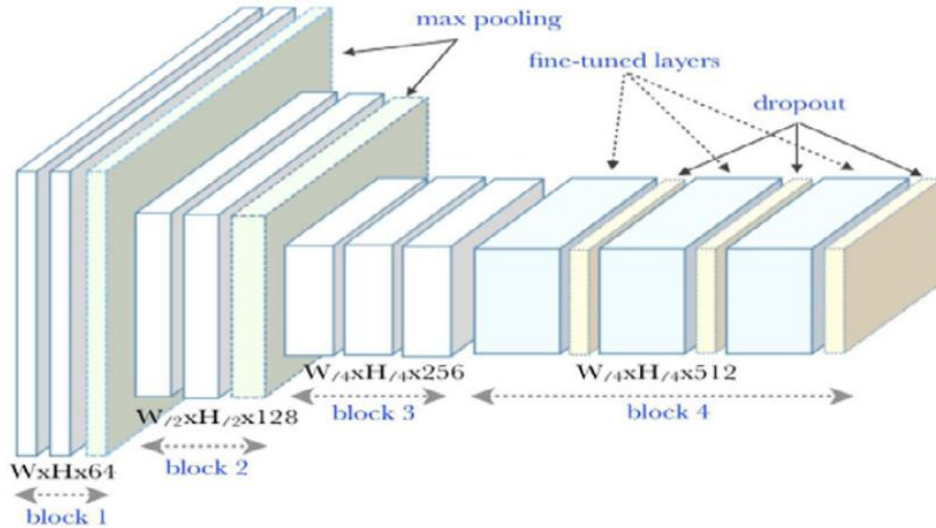 max pooling
fine-tuned layers
dropout
W/4xH/4x256
W/4xH/4x512
block 3
block 4
W/2xH/2x128
block 2
WxHx64
block 1